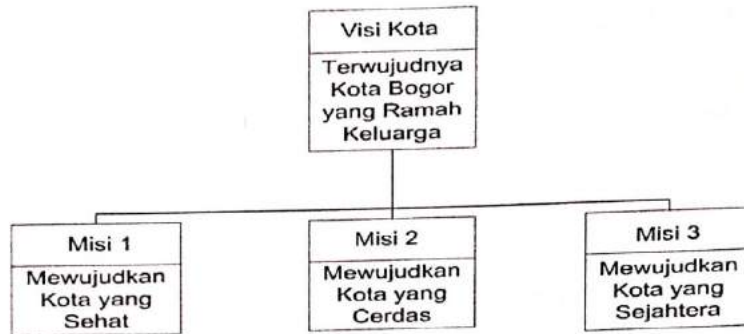 Visi Kota
Terwujudnya
Kota Bogor
yang Ramah
Keluarga
Misi 1
Mewujudkan
Kota yang
Sehat
Misi 2
Mewujudkan
Kota yang
Cerdas
Misi 3
Mewujudkan
Kota yang
Sejahtera